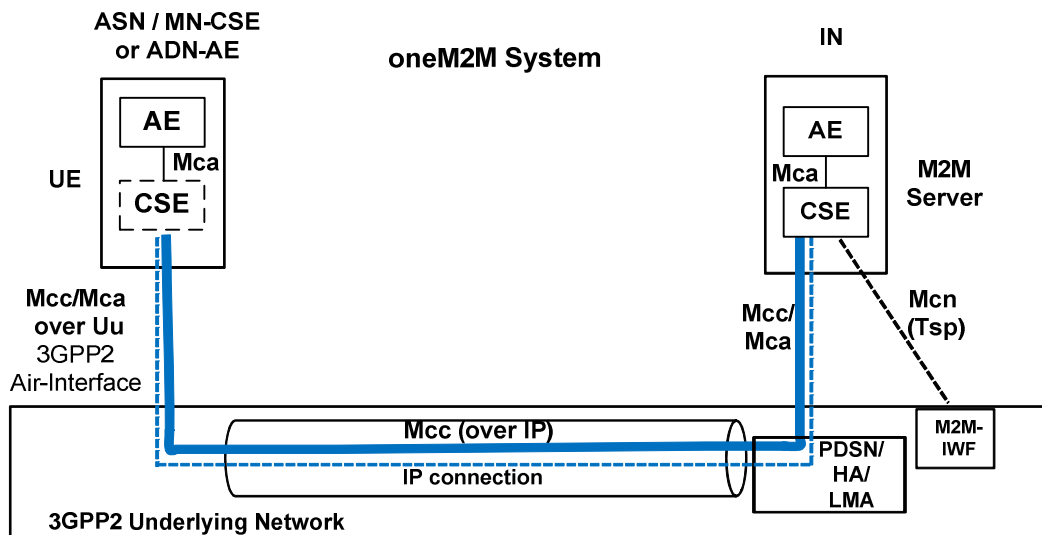 ASN / MN-CSE
or ADN-AE
oneM2M System
IN
AE
Mca
UE
CSE
AE
Mca
CSE
M2M
Server
Mcc/Mca
over Uu
3GPP2
Air-Interface
Mcc/
Mca
Mcn
(Tsp)
Mcc (over IP)
IP connection
PDSN/
HA/
LMA
M2M-
IWF
3GPP2 Underlying Network